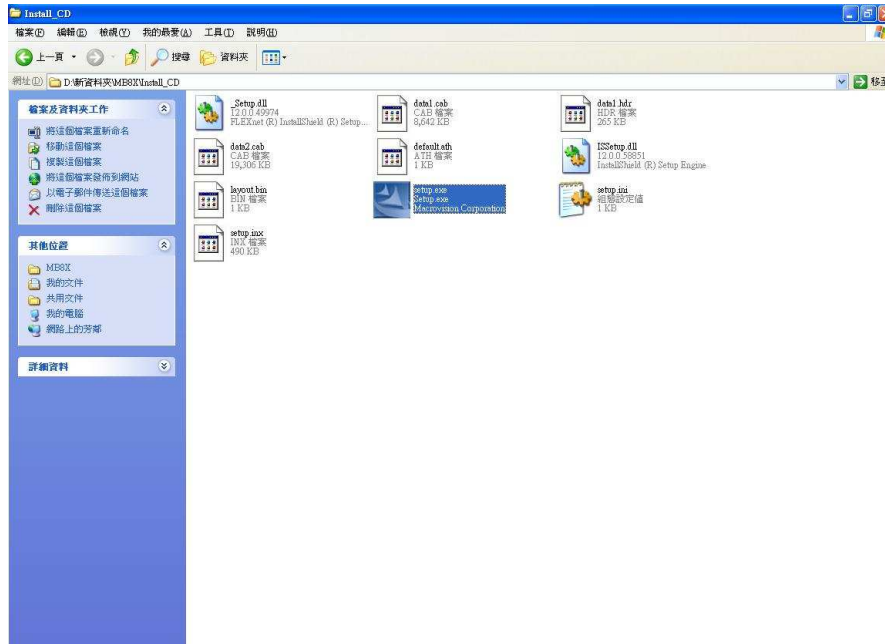 Install_CD
檔案(F) 編輯(E) 檢視(V) 我的最愛(A) 工具(T) 說明(H)
上一頁 搜尋 資料夾
網址(D) D:\新資料夾\MB8X\Install_CD 移至
檔案及資料夾工作
將這個檔案重新命名
移動這個檔案
複製這個檔案
將這個檔案發佈到網站
以電子郵件傳送這個檔案
刪除這個檔案
其他位置
MB8X
我的文件
共用文件
我的電腦
網路上的芳鄰
詳細資料
_Setup.dll
12.0.0.49974
FLEXnet (R) InstallShield (R) Setup...
data1.cab
CAB 檔案
8,642 KB
data1.hdr
HDR 檔案
265 KB
data2.cab
CAB 檔案
19,306 KB
default.ath
ATH 檔案
1 KB
ISSetup.dll
12.0.0.58851
InstallShield (R) Setup Engine
layout.bin
BIN 檔案
1 KB
setup.exe
Setup.exe
Macrovision Corporation
setup.ini
組態設定值
1 KB
setup.inx
INX 檔案
490 KB